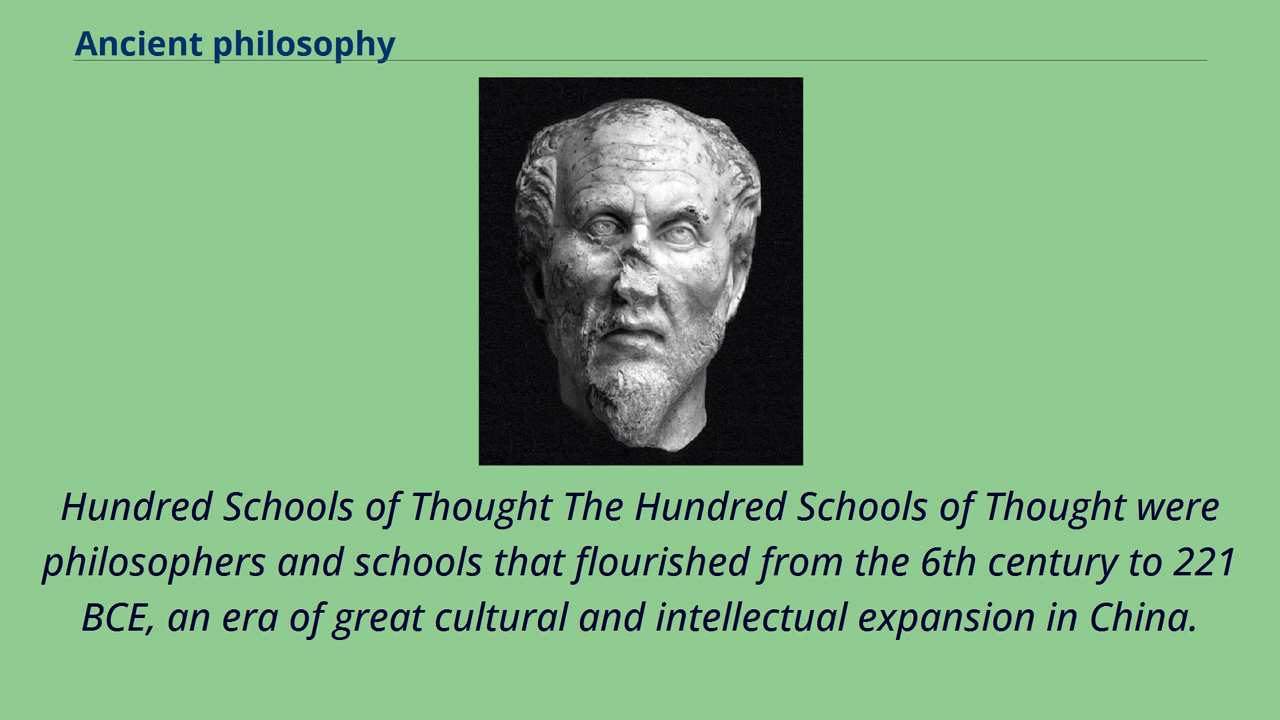 Ancient philosophy
Hundred Schools of Thought The Hundred Schools of Thought were
philosophers and schools that flourished from the 6th century to 221
BCE, an era of great cultural and intellectual expansion in China.